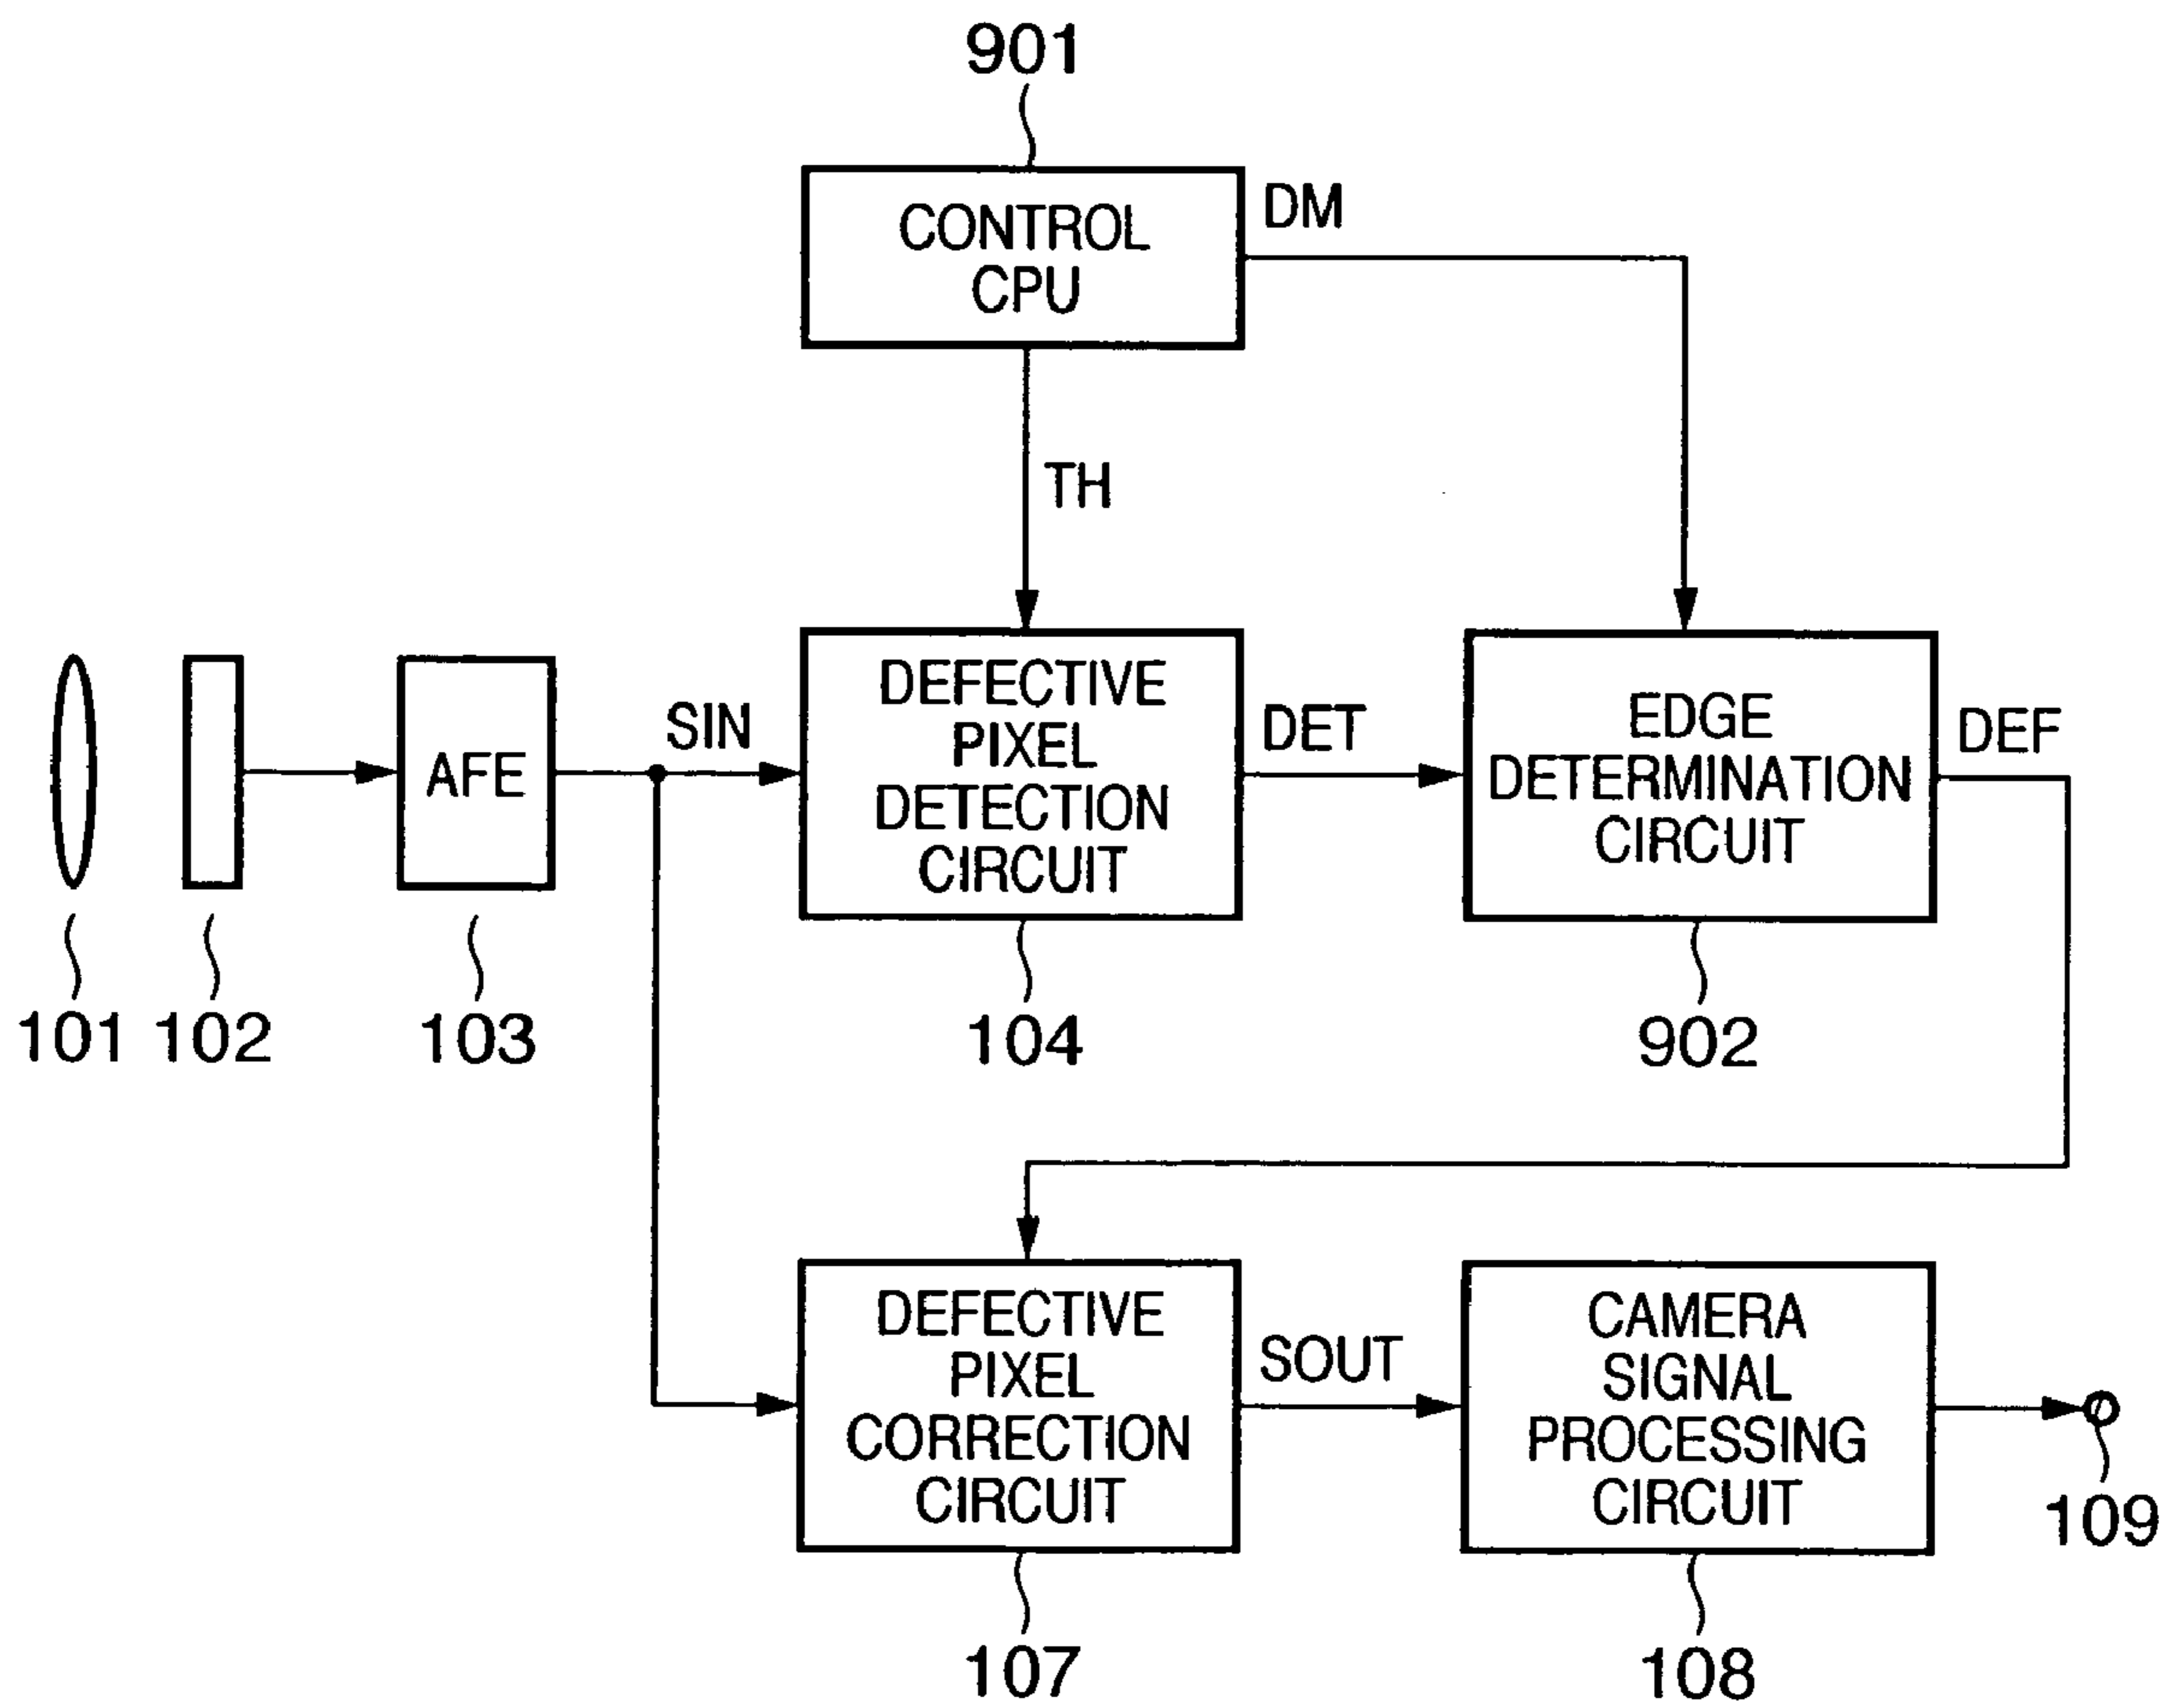 901
CONTROL
CPU
DM
TH
AFE
SIN
DEFECTIVE
PIXEL
DETECTION
CIRCUIT
DET
EDGE
DETERMINATION
CIRCUIT
DEF
101
102
103
104
902
DEFECTIVE
PIXEL
CORRECTION
CIRCUIT
SOUT
CAMERA
SIGNAL
PROCESSING
CIRCUIT
109
107
108